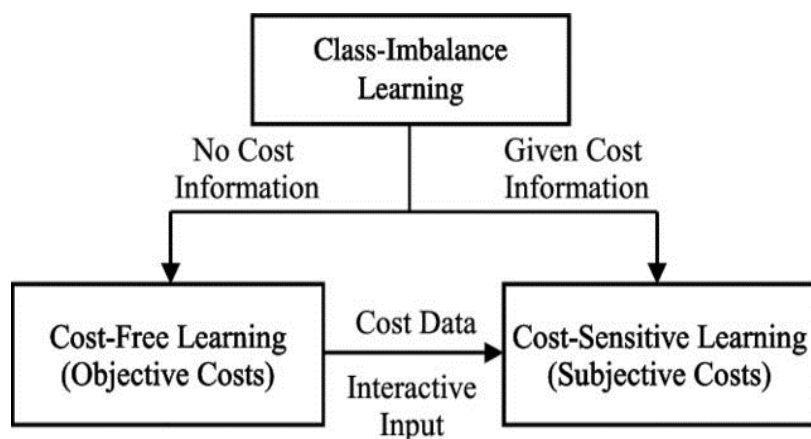 Class-Imbalance
Learning
No Cost
Information
Given Cost
Information
Cost-Free Learning
(Objective Costs)
Cost Data
Interactive
Input
Cost-Sensitive Learning
(Subjective Costs)